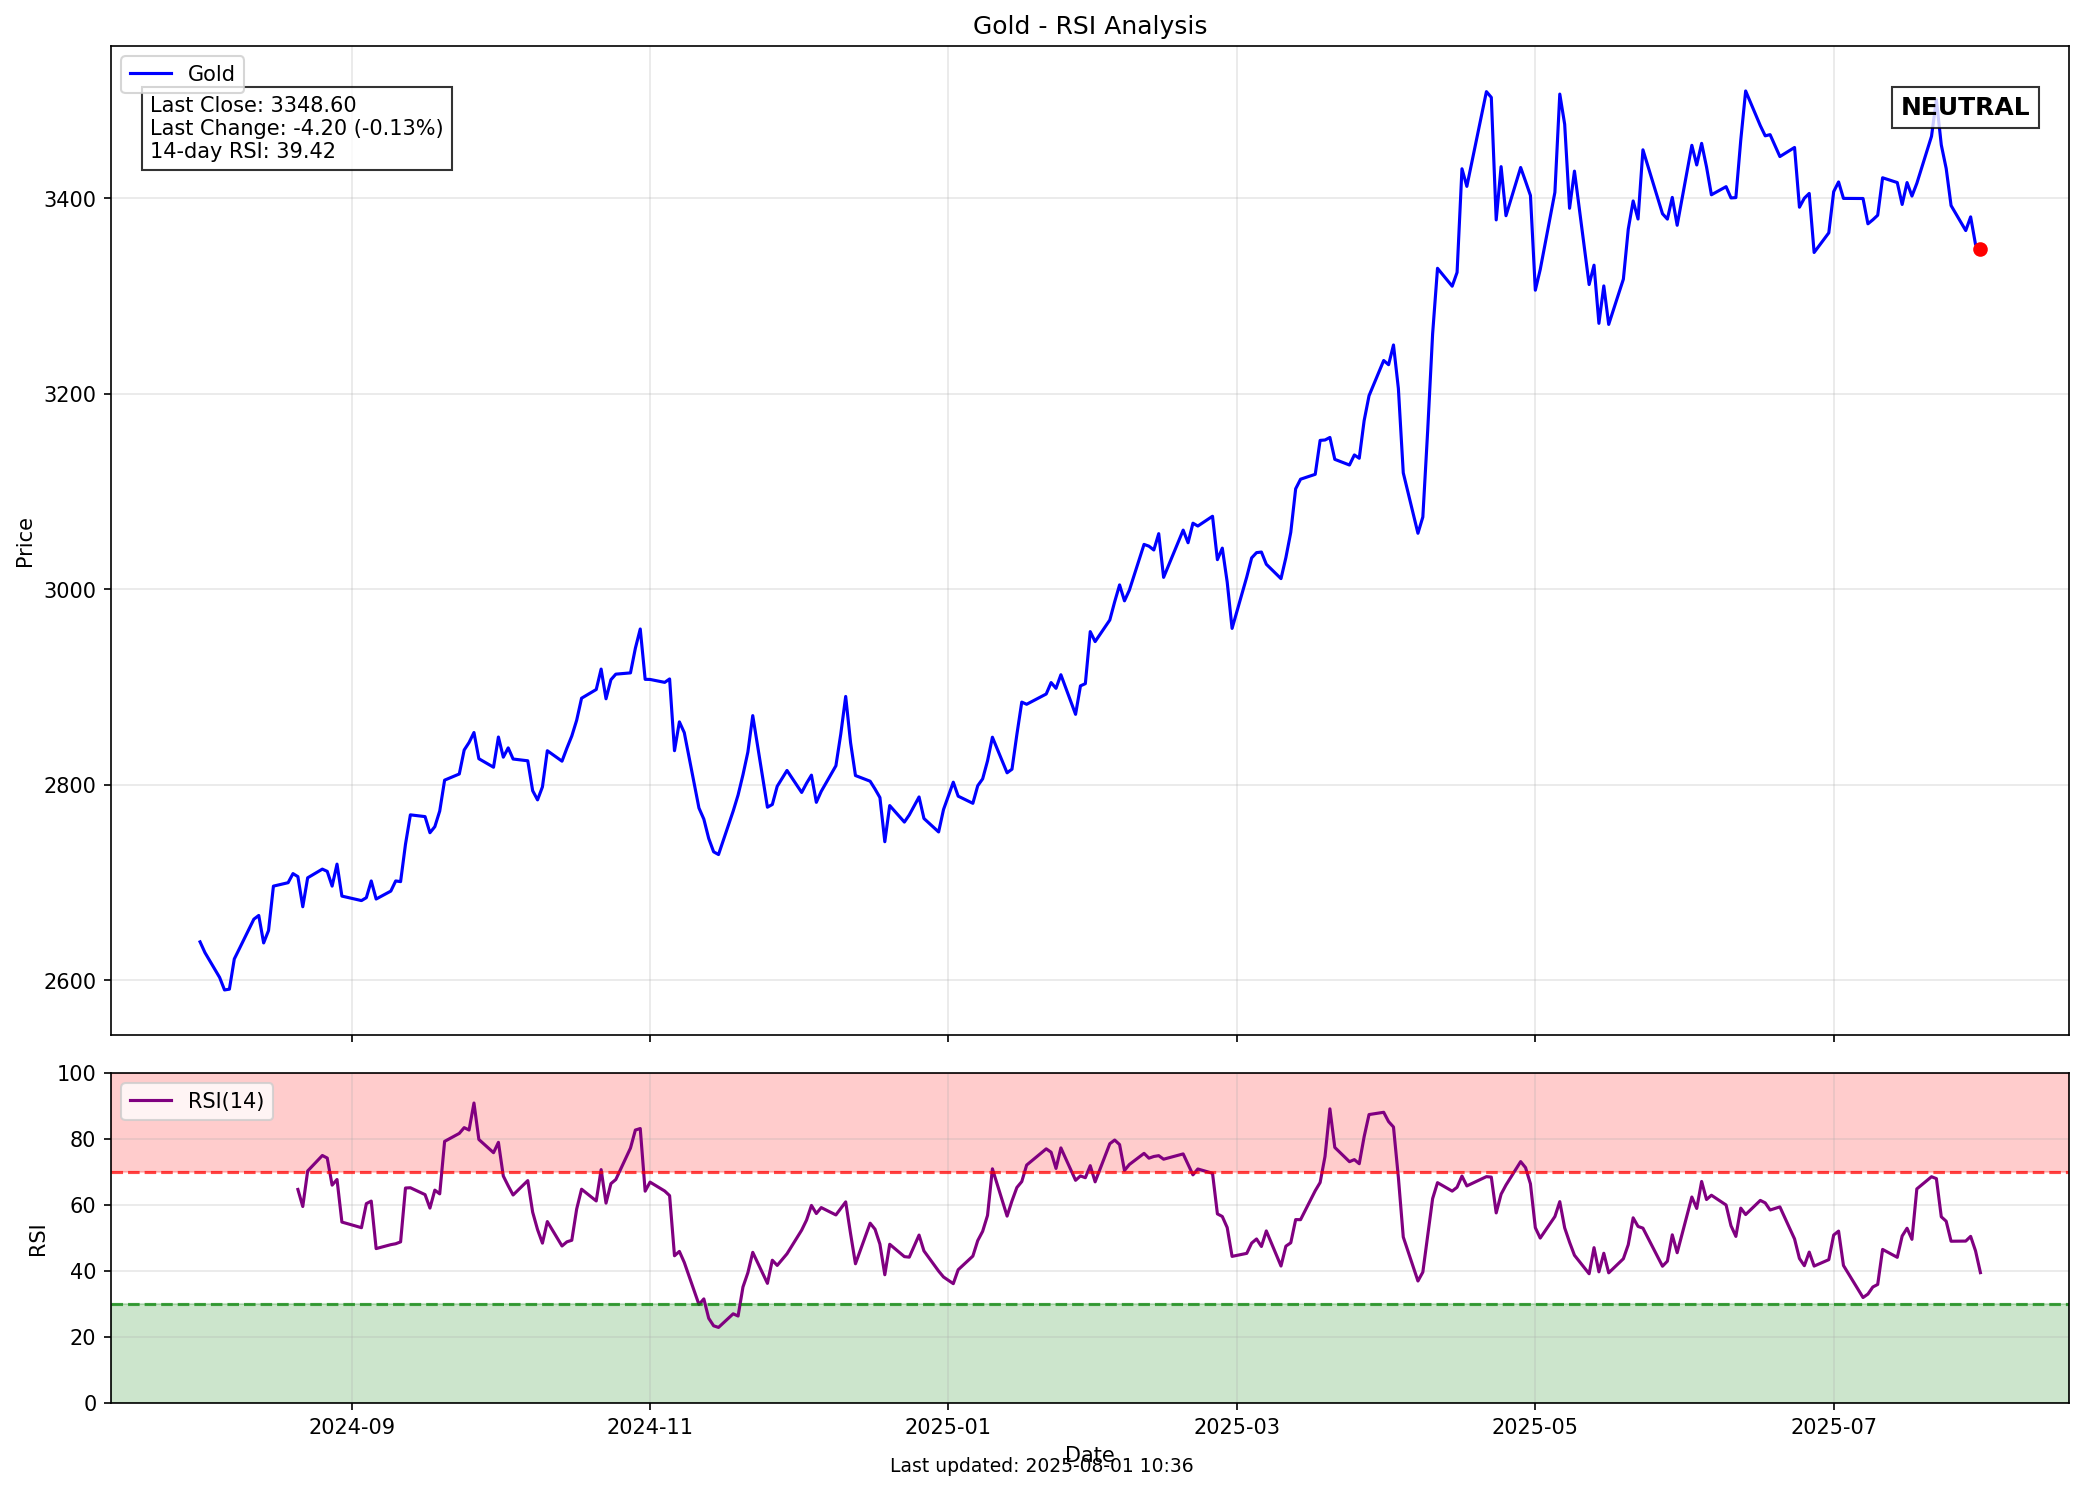 Gold - RSI Analysis
Gold
Last Close: 3348.60
Last Change: -4.20 (-0.13%)
14-day RSI: 39.42
NEUTRAL
3400
3200
3000
2800
2600
Price
RSI(14)
100
80
60
40
20
0
RSI
2024-09
2024-11
2025-01
2025-03
2025-05
2025-07
Date
Last updated: 2025-08-01 10:36